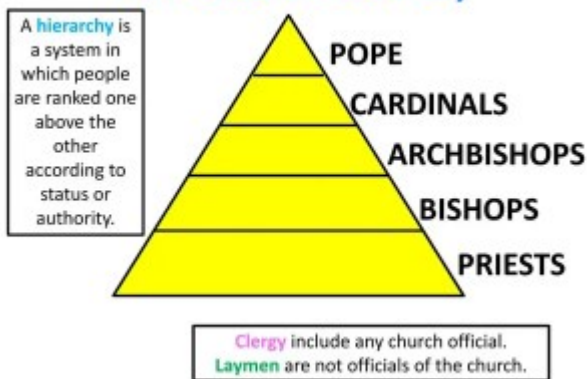 A hierarchy is
a system in
which people
are ranked one
above the
other
according to
status or
authority.
POPE
CARDINALS
ARCHBISHOPS
BISHOPS
PRIESTS
Clergy include any church official.
Laymen are not officials of the church.